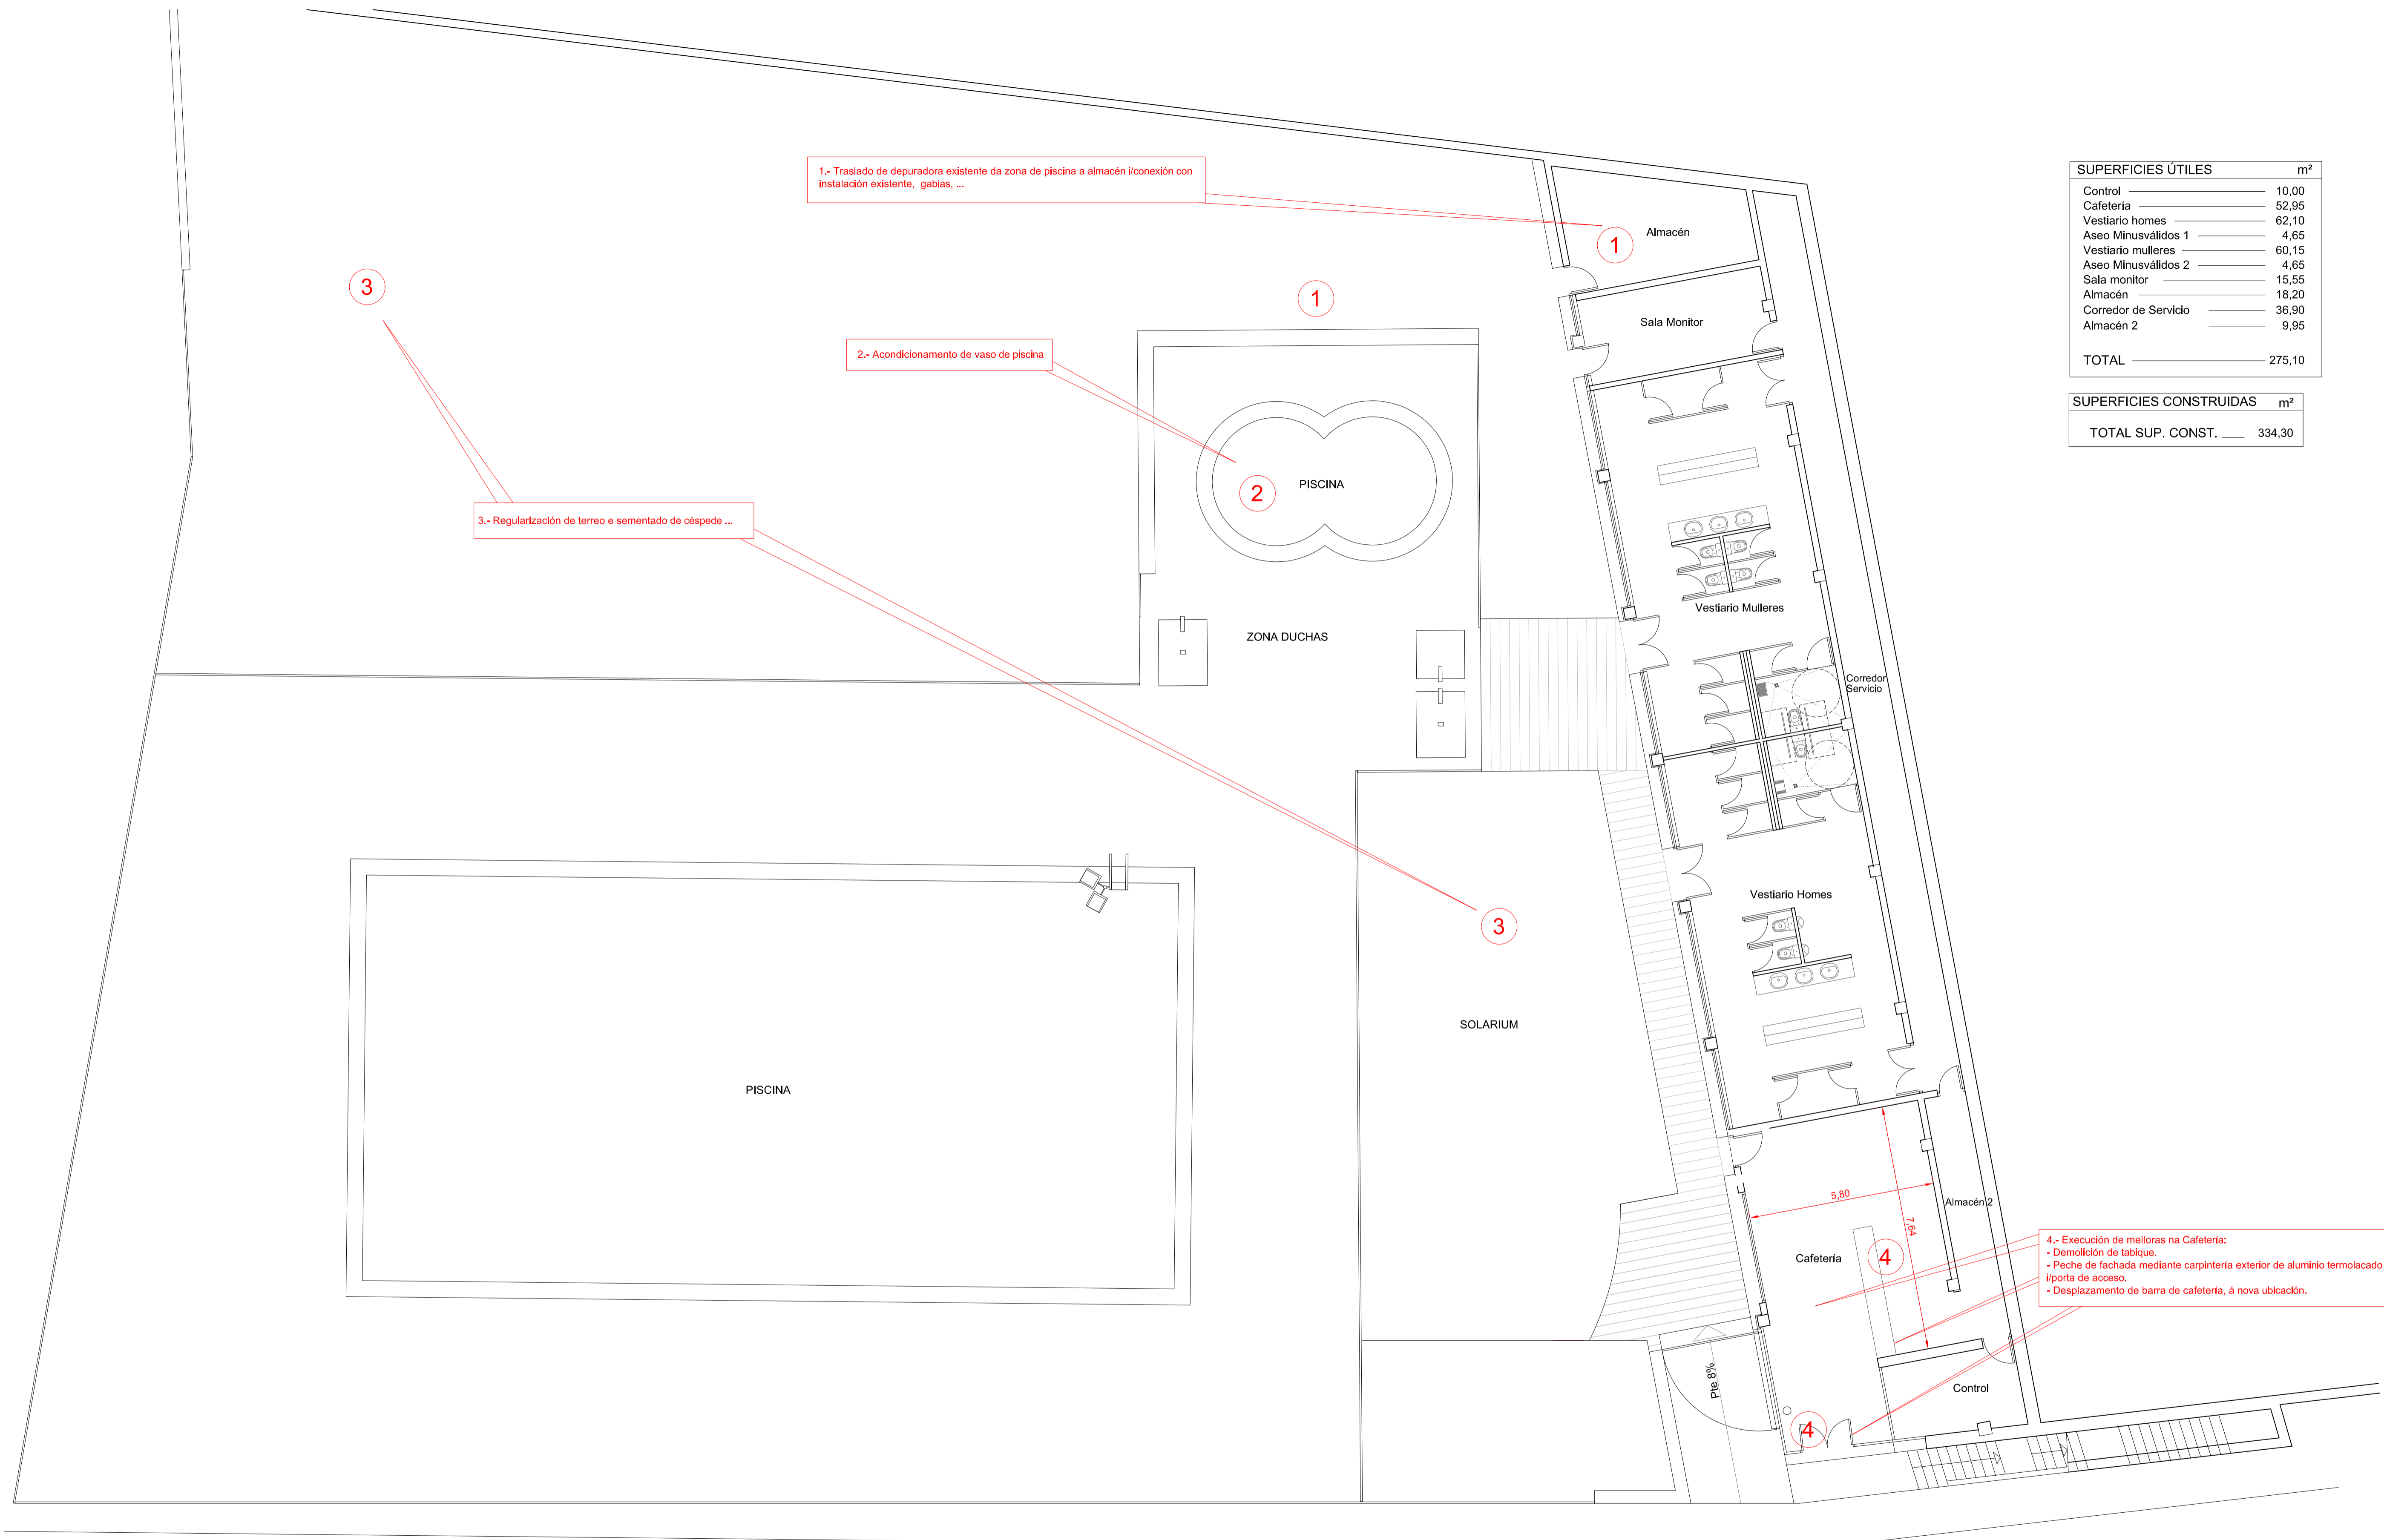 1.- Traslado de depuradora existente da zona de piscina a almacén i/conexión con
instalación existente, gabias, ...
SUPERFICIES ÚTILES m²
Control 10,00
Cafetería 52,95
Vestiario homes 62,10
Aseo Minusválidos 1 4,65
Vestiario mulleres 60,15
Aseo Minusválidos 2 4,65
Sala monitor 15,55
Almacén 18,20
Corredor de Servicio 36,90
Almacén 2 9,95
TOTAL 275,10
SUPERFICIES CONSTRUIDAS m²
TOTAL SUP. CONST. 334,30
Almacén
1
3
1
Sala Monitor
2.- Acondicionamento de vaso de piscina
PISCINA
2
3.- Regularización de terreo e sementado de céspede ...
Vestiario Mulleres
ZONA DUCHAS
Corredor
Servicio
Vestiario Homes
3
SOLARIUM
PISCINA
5,80
Almacén 2
7,64
Cafetería
4
4.- Execución de melloras na Cafetería:
- Demolición de tabique.
- Peche de fachada mediante carpintería exterior de aluminio termolacado
i/porta de acceso.
- Desplazamento de barra de cafetería, á nova ubicación.
Pte 8%
Control
4